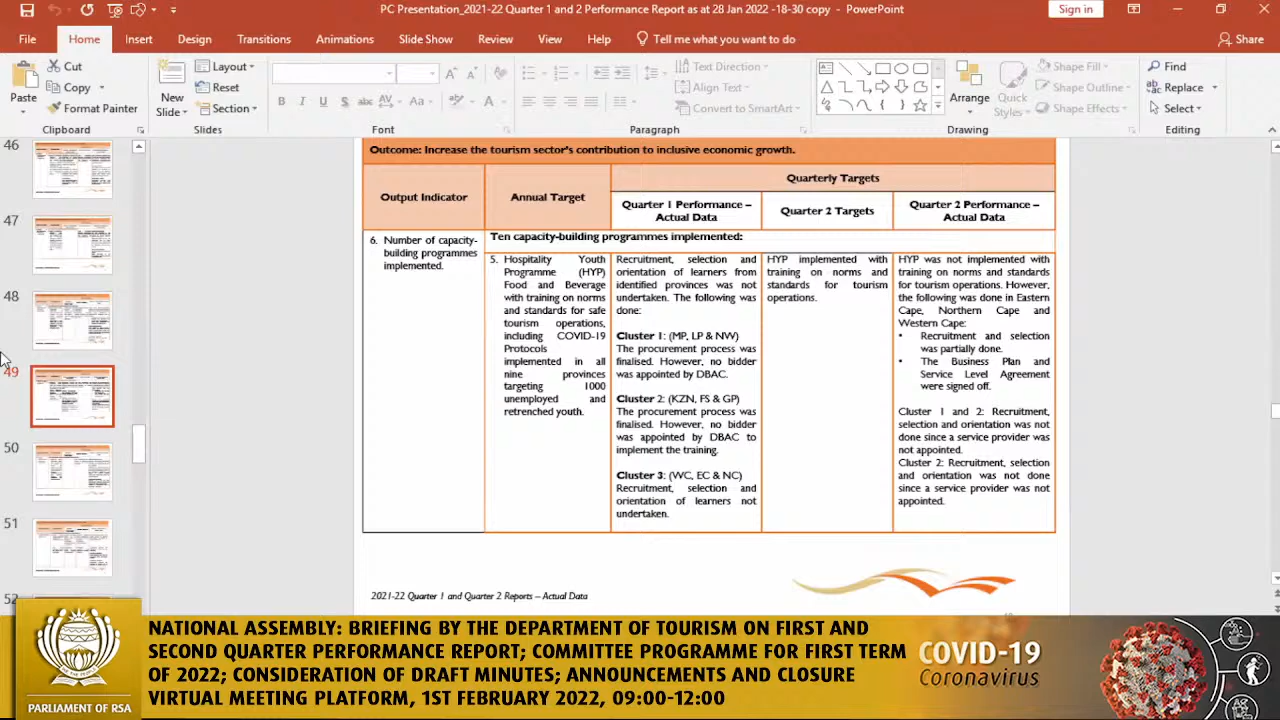 PC Presentation_2021-22 Quarter 1 and 2 Performance Report as at 28 Jan 2022 -18-30 copy - PowerPoint
Sign in
File
Home
Insert
Design
Transitions
Animations
Slide Show
Review
View
Help
Tell me what you want to do
Share
Paste
Cut
Copy
Format Painter
Clipboard
New
Slide
Layout
Reset
Section
Slides
Font
Text Direction
Align Text
Convert to SmartArt
Paragraph
Arrange
Quick
Styles
Shape Fill
Shape Outline
Shape Effects
Drawing
Find
Replace
Select
Editing
46
47
48
49
50
51
52
Outcome: Increase the tourism sector's contribution to inclusive economic growth.
Output Indicator
Annual Target
Quarterly Targets
Quarter 1 Performance –
Actual Data
Quarter 2 Targets
Quarter 2 Performance –
Actual Data
6. Number of capacity-
building programmes
implemented.
Ten capacity-building programmes implemented:
5. Hospitality Youth
Programme (HYP)
Food and Beverage
with training on norms
and standards for safe
tourism operations,
including COVID-19
Protocols
implemented in all
nine provinces
targeting 1000
unemployed and
retrenched youth.
Recruitment, selection and
orientation of learners from
identified provinces was not
undertaken. The following was
done:
Cluster 1: (MP, LP & NW)
The procurement process was
finalised. However, no bidder
was appointed by DBAC.
Cluster 2: (KZN, FS & GP)
The procurement process was
finalised. However, no bidder
was appointed by DBAC to
implement the training.
Cluster 3: (WC, EC & NC)
Recruitment, selection and
orientation of learners not
undertaken.
HYP implemented with
training on norms and
standards for tourism
operations.
HYP was not implemented with
training on norms and standards
for tourism operations. However,
the following was done in Eastern
Cape, Northern Cape and
Western Cape:
• Recruitment and selection
was partially done.
• The Business Plan and
Service Level Agreement
were signed off.
Cluster 1 and 2: Recruitment,
selection and orientation was not
done since a service provider was
not appointed.
Cluster 2: Recruitment, selection
and orientation was not done
since a service provider was not
appointed.
2021-22 Quarter 1 and Quarter 2 Reports – Actual Data
PARLIAMENT OF RSA
NATIONAL ASSEMBLY: BRIEFING BY THE DEPARTMENT OF TOURISM ON FIRST AND
SECOND QUARTER PERFORMANCE REPORT; COMMITTEE PROGRAMME FOR FIRST TERM
OF 2022; CONSIDERATION OF DRAFT MINUTES; ANNOUNCEMENTS AND CLOSURE
VIRTUAL MEETING PLATFORM, 1ST FEBRUARY 2022, 09:00-12:00
COVID-19
Coronavirus